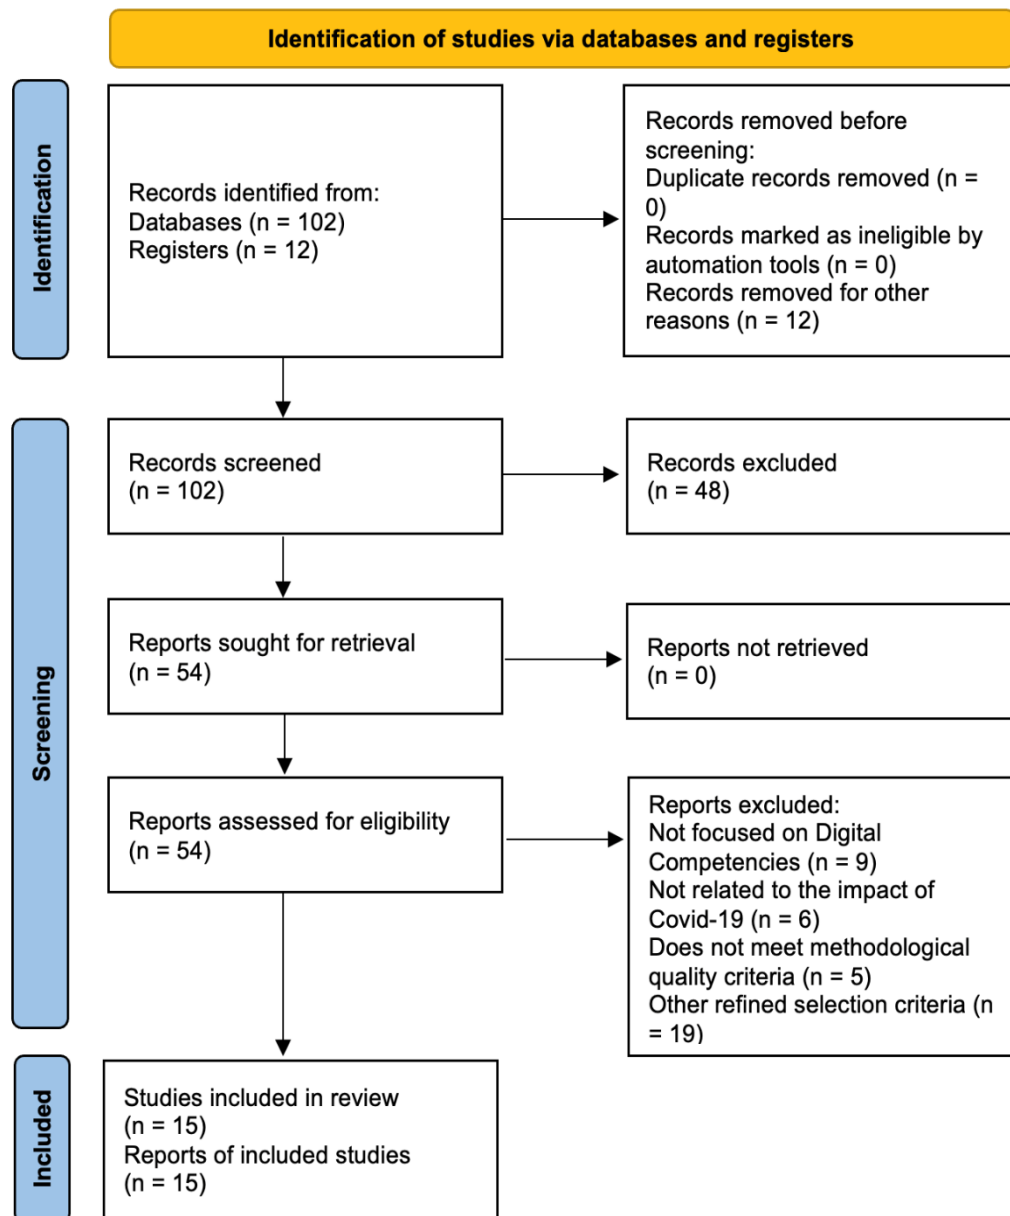 Identification of studies via databases and registers
Identification
Records identified from:
Databases (n = 102)
Registers (n = 12)
Records removed before
screening:
Duplicate records removed (n =
0)
Records marked as ineligible by
automation tools (n = 0)
Records removed for other
reasons (n = 12)
Screening
Records screened
(n = 102)
Records excluded
(n = 48)
Reports sought for retrieval
(n = 54)
Reports not retrieved
(n = 0)
Reports assessed for eligibility
(n = 54)
Reports excluded:
Not focused on Digital
Competencies (n = 9)
Not related to the impact of
Covid-19 (n = 6)
Does not meet methodological
quality criteria (n = 5)
Other refined selection criteria (n
= 19)
Included
Studies included in review
(n = 15)
Reports of included studies
(n = 15)